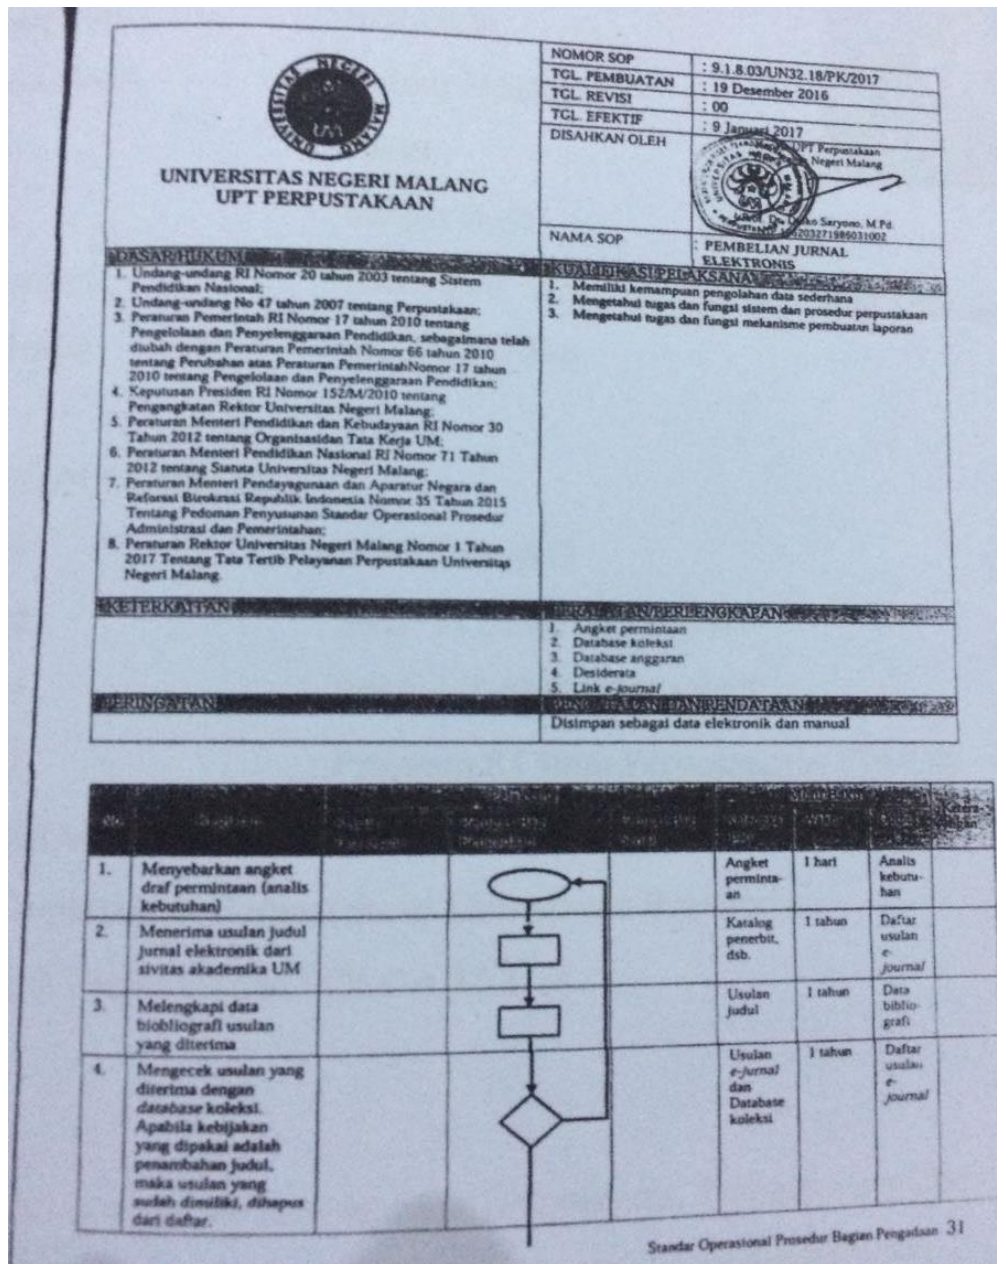 UNIVERSITAS NEGERI MALANG
UNIVERSITAS NEGERI MALANG
UPT PERPUSTAKAAN
NOMOR SOP : 9.1.8.03/UN32.18/PK/2017
TGL. PEMBUATAN : 19 Desember 2016
TGL. REVISI : 00
TGL. EFEKTIF : 9 Januari 2017
DISAHKAN OLEH
UPT Perpustakaan
Negeri Malang
Saryono, M.Pd.
NAMA SOP : PEMBELIAN JURNAL
ELEKTRONIS
DASAR HUKUM
1. Undang-undang RI Nomor 20 tahun 2003 tentang Sistem
Pendidikan Nasional;
2. Undang-undang No 47 tahun 2007 tentang Perpustakaan;
3. Peraturan Pemerintah RI Nomor 17 tahun 2010 tentang
Pengelolaan dan Penyelenggaraan Pendidikan, sebagaimana telah
diubah dengan Peraturan Pemerintah Nomor 66 tahun 2010
tentang Perubahan atas Peraturan PemerintahNomor 17 tahun
2010 tentang Pengelolaan dan Penyelenggaraan Pendidikan;
4. Keputusan Presiden RI Nomor 152/M/2010 tentang
Pengangkatan Rektor Universitas Negeri Malang;
5. Peraturan Menteri Pendidikan dan Kebudayaan RI Nomor 30
Tahun 2012 tentang Organisasidan Tata Kerja UM;
6. Peraturan Menteri Pendidikan Nasional RI Nomor 71 Tahun
2012 tentang Statuta Universitas Negeri Malang;
7. Peraturan Menteri Pendayagunaan dan Aparatur Negara dan
Reforasi Birokrasi Republik Indonesia Nomor 35 Tahun 2015
Tentang Pedoman Penyusunan Standar Operasional Prosedur
Administrasi dan Pemerintahan;
8. Peraturan Rektor Universitas Negeri Malang Nomor 1 Tahun
2017 Tentang Tata Tertib Pelayanan Perpustakaan Universitas
Negeri Malang.
KUALIFIKASI PELAKSANA
1. Memiliki kemampuan pengolahan data sederhana
2. Mengetahui tugas dan fungsi sistem dan prosedur perpustakaan
3. Mengetahui tugas dan fungsi mekanisme pembuatan laporan
KETERKAITAN
PERALATAN/PERLENGKAPAN
1. Angket permintaan
2. Database koleksi
3. Database anggaran
4. Desiderata
5. Link e-journal
PERINGATAN
PENCATATAN DAN PENDATAAN
Disimpan sebagai data elektronik dan manual
Ketera-
ngan
1. Menyebarkan angket
draf permintaan (analis
kebutuhan)
Angket
perminta-
an
1 hari
Analis
kebutu-
han
2. Menerima usulan judul
jurnal elektronik dari
sivitas akademika UM
Katalog
penerbit,
dsb.
1 tahun
Daftar
usulan
e-
journal
3. Melengkapi data
biobliografi usulan
yang diterima
Usulan
judul
1 tahun
Data
biblio-
grafi
4. Mengecek usulan yang
diterima dengan
database koleksi.
Apabila kebijakan
yang dipakai adalah
penambahan judul,
maka usulan yang
sudah dimiliki, dihapus
dari daftar.
Usulan
e-jurnal
dan
Database
koleksi
1 tahun
Daftar
usulan
e-
journal
Standar Operasional Prosedur Bagian Pengadaan 31